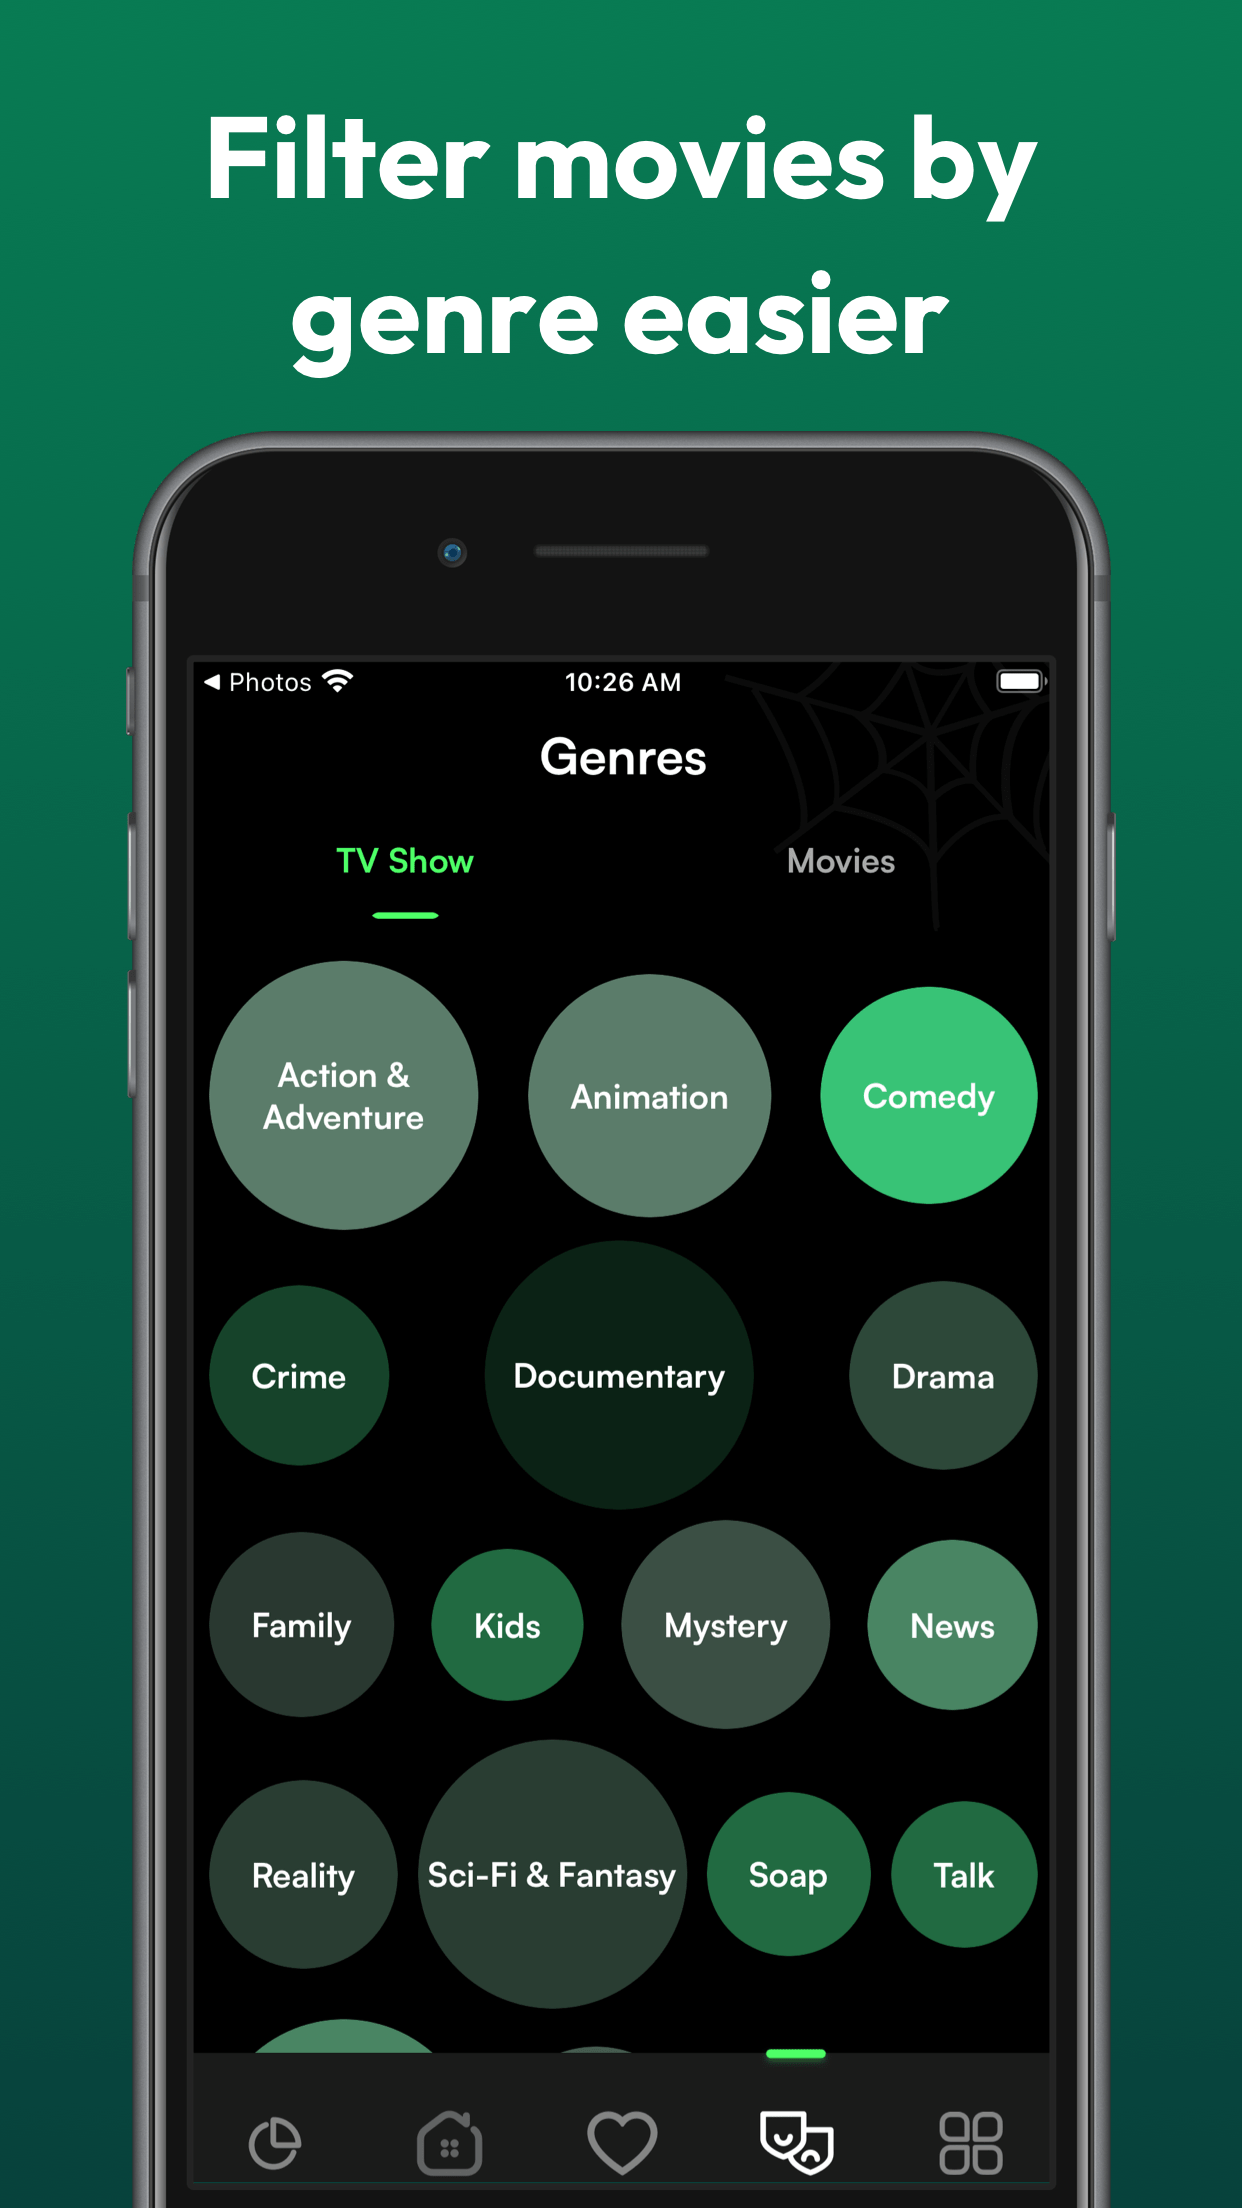 Filter movies by
genre easier
Photos
10:26 AM
Genres
TV Show
Movies
Action &
Adventure
Animation
Comedy
Crime
Documentary
Drama
Family
Kids
Mystery
News
Reality
Sci-Fi & Fantasy
Soap
Talk